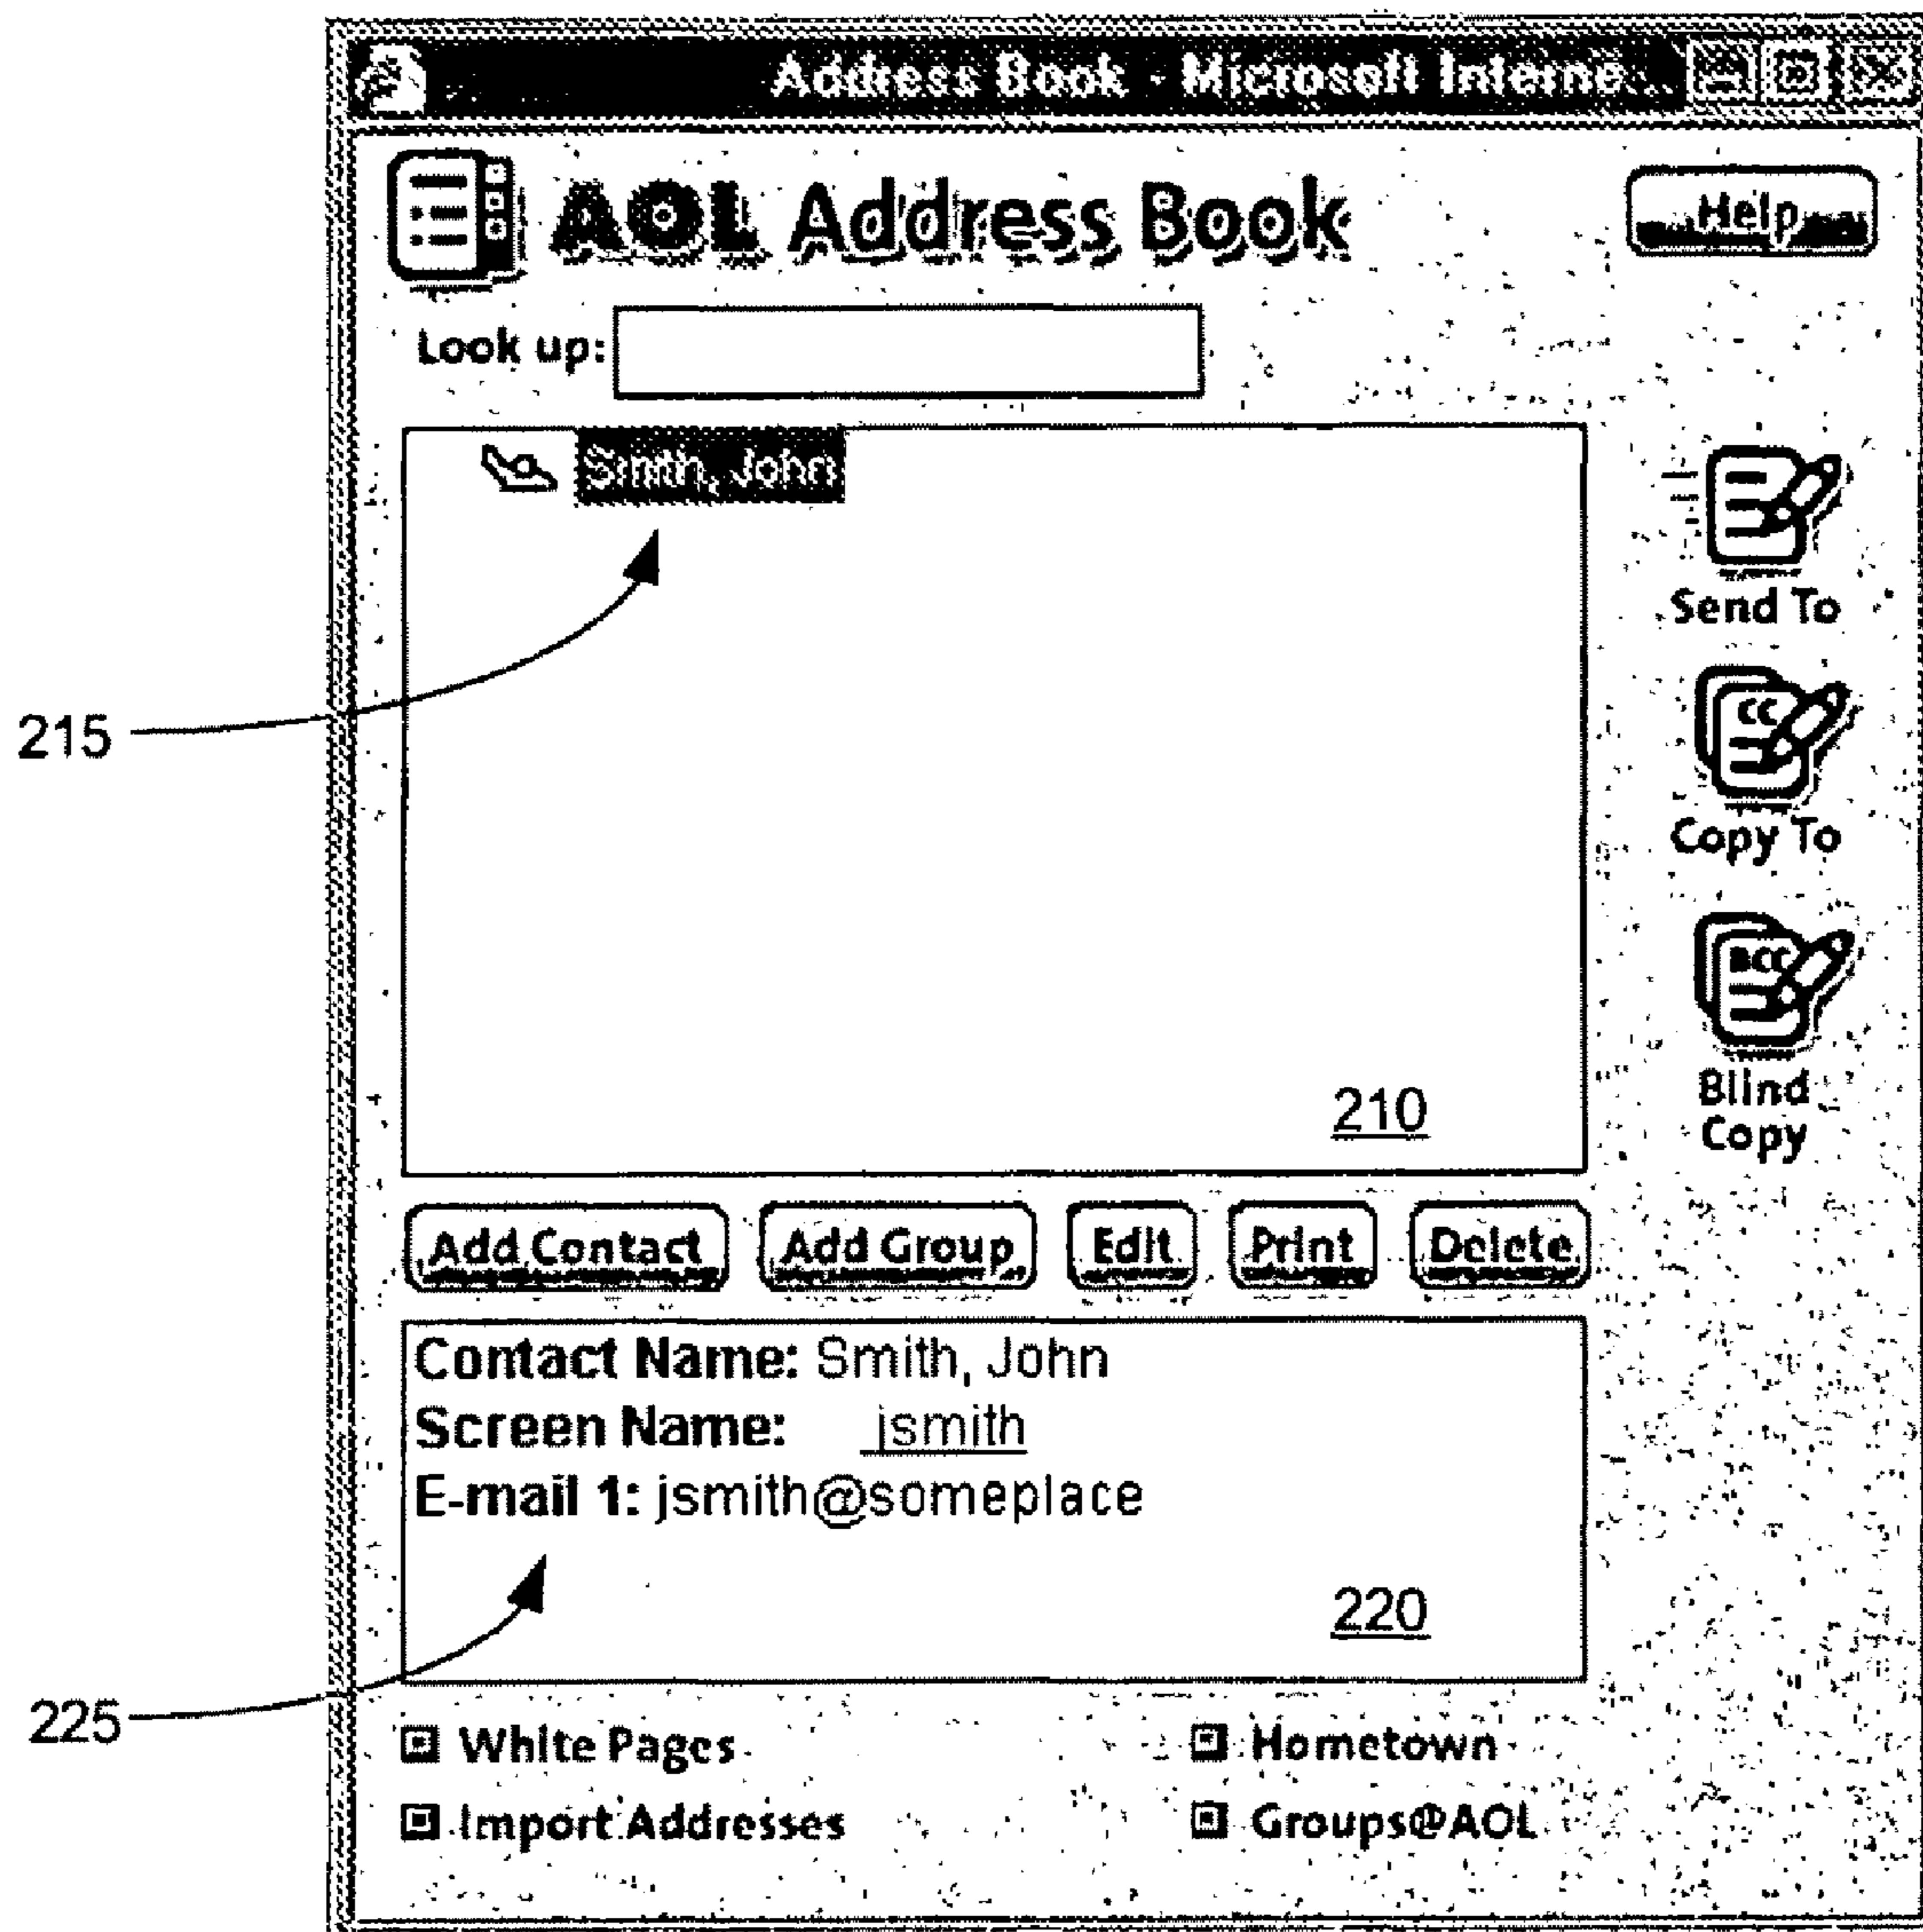 Address Book - Microsoft Interne...
AOL Address Book
Help
Look up:
Smith, John
Send To
215
CC
Copy To
BCC
210
Blind
Copy
Add Contact Add Group Edit Print Delete
Contact Name: Smith, John
Screen Name: jsmith
E-mail 1: jsmith@someplace
220
225
White Pages Hometown
Import Addresses Groups@AOL